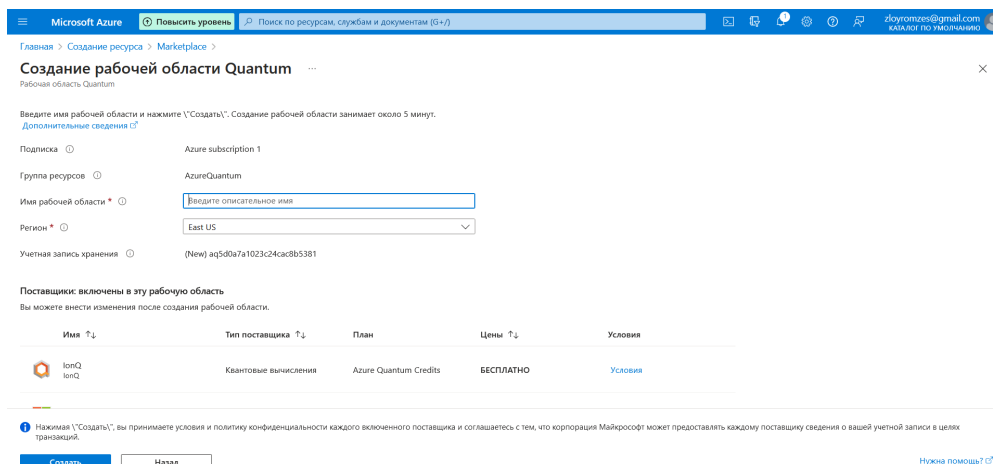 Microsoft Azure
Повысить уровень
Поиск по ресурсам, службам и документам (G+/)
1
zloyromzes@gmail.com
КАТАЛОГ ПО УМОЛЧАНИЮ
Главная > Создание ресурса > Marketplace >
Создание рабочей области Quantum ...
Рабочая область Quantum
Введите имя рабочей области и нажмите \"Создать\". Создание рабочей области занимает около 5 минут.
Дополнительные сведения
Подписка Azure subscription 1
Группа ресурсов AzureQuantum
Имя рабочей области * Введите описательное имя
Регион * East US
Учетная запись хранения (New) aq5d0a7a1023c24cac8b5381
Поставщики: включены в эту рабочую область
Вы можете внести изменения после создания рабочей области.
Имя ↑↓ Тип поставщика ↑↓ План Цены ↑↓ Условия
IonQ
IonQ
Квантовые вычисления Azure Quantum Credits БЕСПЛАТНО Условия
Нажимая \"Создать\", вы принимаете условия и политику конфиденциальности каждого включенного поставщика и соглашаетесь с тем, что корпорация Майкрософт может предоставлять каждому поставщику сведения о вашей учетной записи в целях
транзакций.
Создать Назад Нужна помощь?